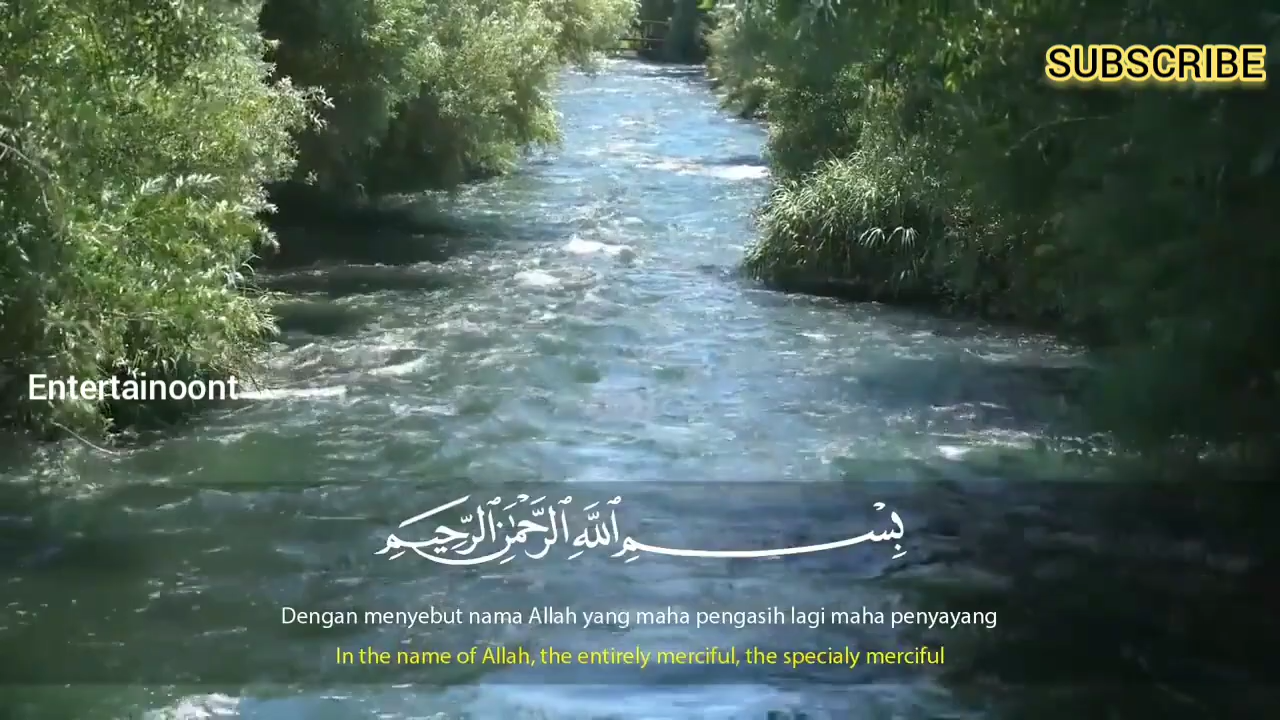 SUBSCRIBE
Entertainoont
بِسْمِ ٱللَّهِ ٱلرَّحْمَٰنِ ٱلرَّحِيمِ
Dengan menyebut nama Allah yang maha pengasih lagi maha penyayang
In the name of Allah, the entirely merciful, the specialy merciful